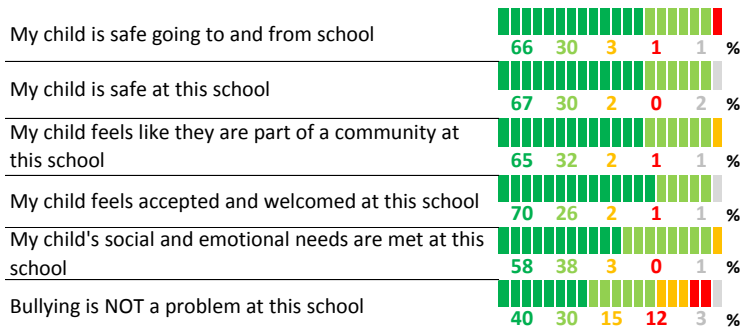 My child is safe going to and from school
66 30 3 1 1 %
My child is safe at this school
67 30 2 0 2 %
My child feels like they are part of a community at
this school
65 32 2 1 1 %
My child feels accepted and welcomed at this school
70 26 2 1 1 %
My child's social and emotional needs are met at this
school
58 38 3 0 1 %
Bullying is NOT a problem at this school
40 30 15 12 3 %